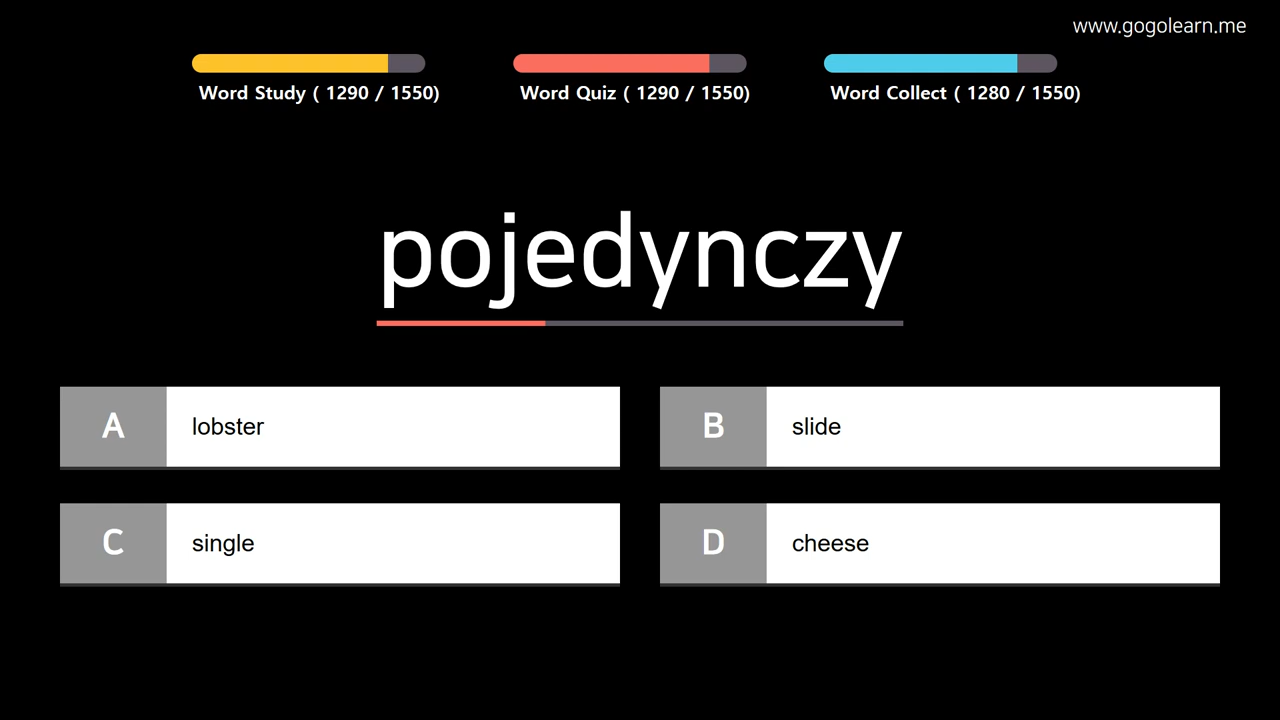 www.gogolearn.me
Word Study ( 1290 / 1550)
Word Quiz ( 1290 / 1550)
Word Collect ( 1280 / 1550)
pojedynczy
A lobster
B slide
C single
D cheese